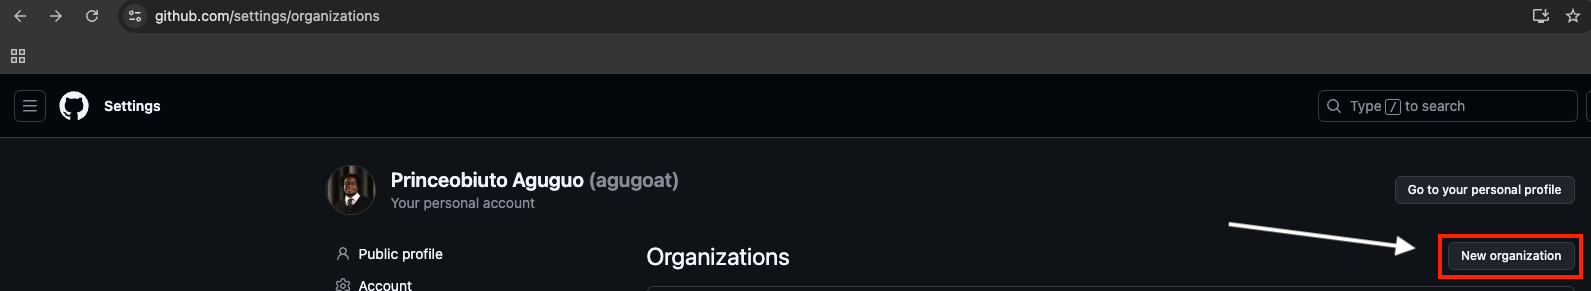 github.com/settings/organizations
Settings
Type / to search
Princeobiuto Aguguo (agugoat)
Your personal account
Go to your personal profile
Public profile
Organizations
New organization
Account